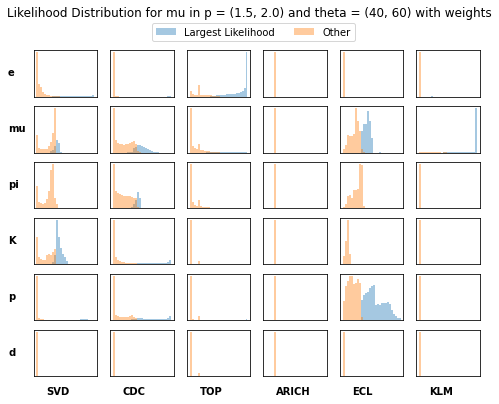 Likelihood Distribution for mu in p = (1.5, 2.0) and theta = (40, 60) with weights
Largest Likelihood Other
e
mu
pi
K
p
d
SVD CDC TOP ARICH ECL KLM